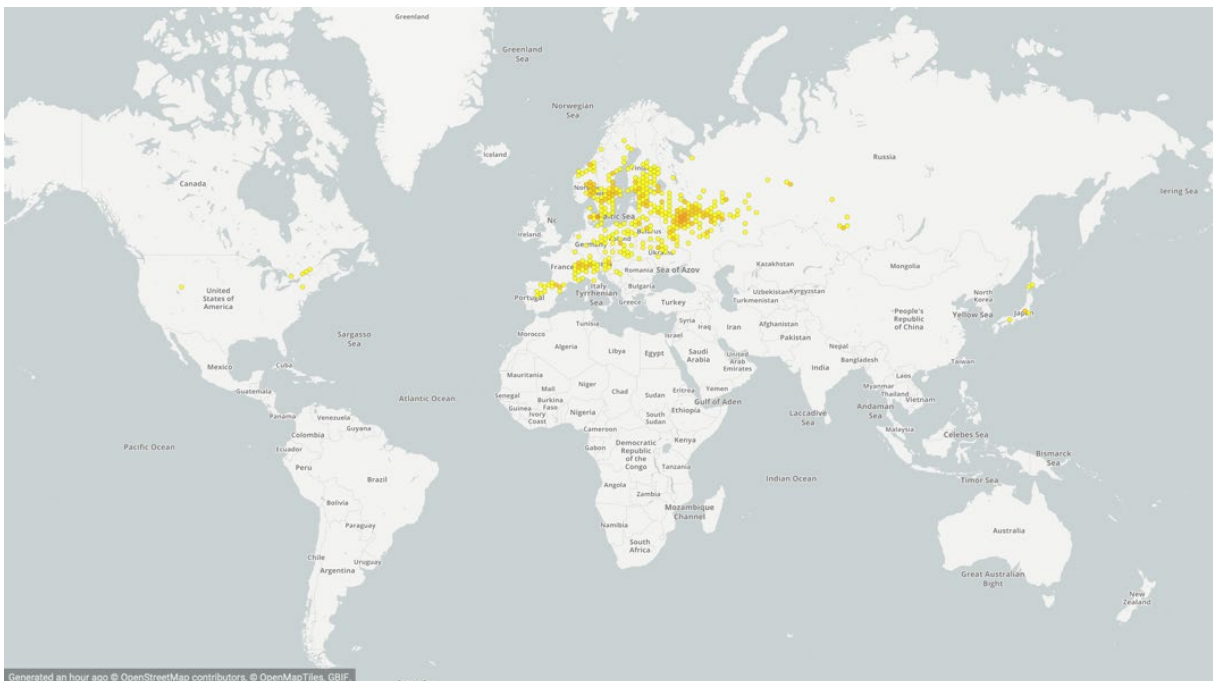 Greenland
Greenland
Sea
Norwegian
Sea
Iceland
Russia
Canada
Ireland
Germany
France
Ukraine
Kazakhstan
Mongolia
United
States of
America
Portugal
Italy
Tyrrhenian
Sea
Romania
Sea of Azov
Bulgaria
Greece
Turkey
Uzbekistan
Kyrgyzstan
Turkmenistan
North
Korea
Japan
Yellow Sea
People's
Republic
of China
Sargasso
Sea
Morocco
Tunisia
Syria
Iraq
Iran
Israel
Afghanistan
Pakistan
Algeria
Libya
Egypt
Saudi
Arabia
United
Arab
Emirates
Nepal
Bangladesh
India
Taiwan
Mexico
Cuba
Mauritania
Mali
Niger
Chad
Sudan
Eritrea
Yemen
Gulf of Aden
Laos
Myanmar
Thailand
Vietnam
Guatemala
Atlantic Ocean
Senegal
Guinea
Burkina
Faso
Ivory
Coast
Nigeria
South
Sudan
Ethiopia
Laccadive
Sea
Andaman
Sea
Panama
Venezuela
Guyana
Colombia
Cameroon
Malaysia
Celebes Sea
Pacific Ocean
Ecuador
Gabon
Democratic
Republic
of the
Congo
Kenya
Tanzania
Bismarck
Sea
Peru
Brazil
Indian Ocean
Timor Sea
Angola
Zambia
Bolivia
Mozambique
Channel
Namibia
Paraguay
Australia
South
Africa
Chile
Uruguay
Argentina
Great Australian
Bight
New
Zealand
Generated an hour ago © OpenStreetMap contributors, © OpenMapTiles, GBIF.